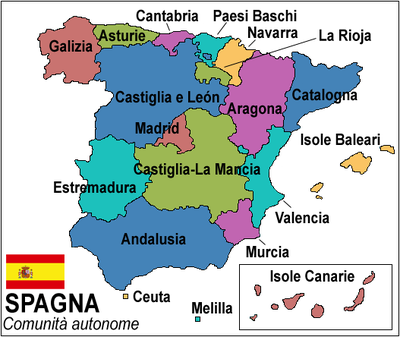 Cantabria
Paesi Baschi
Navarra
Asturie
La Rioja
Galizia
Castiglia e León
Aragona
Catalogna
Madrid
Isole Baleari
Castiglia-La Mancia
Estremadura
Valencia
Andalusia
Murcia
Isole Canarie
Ceuta
SPAGNA
Melilla
Comunità autonome